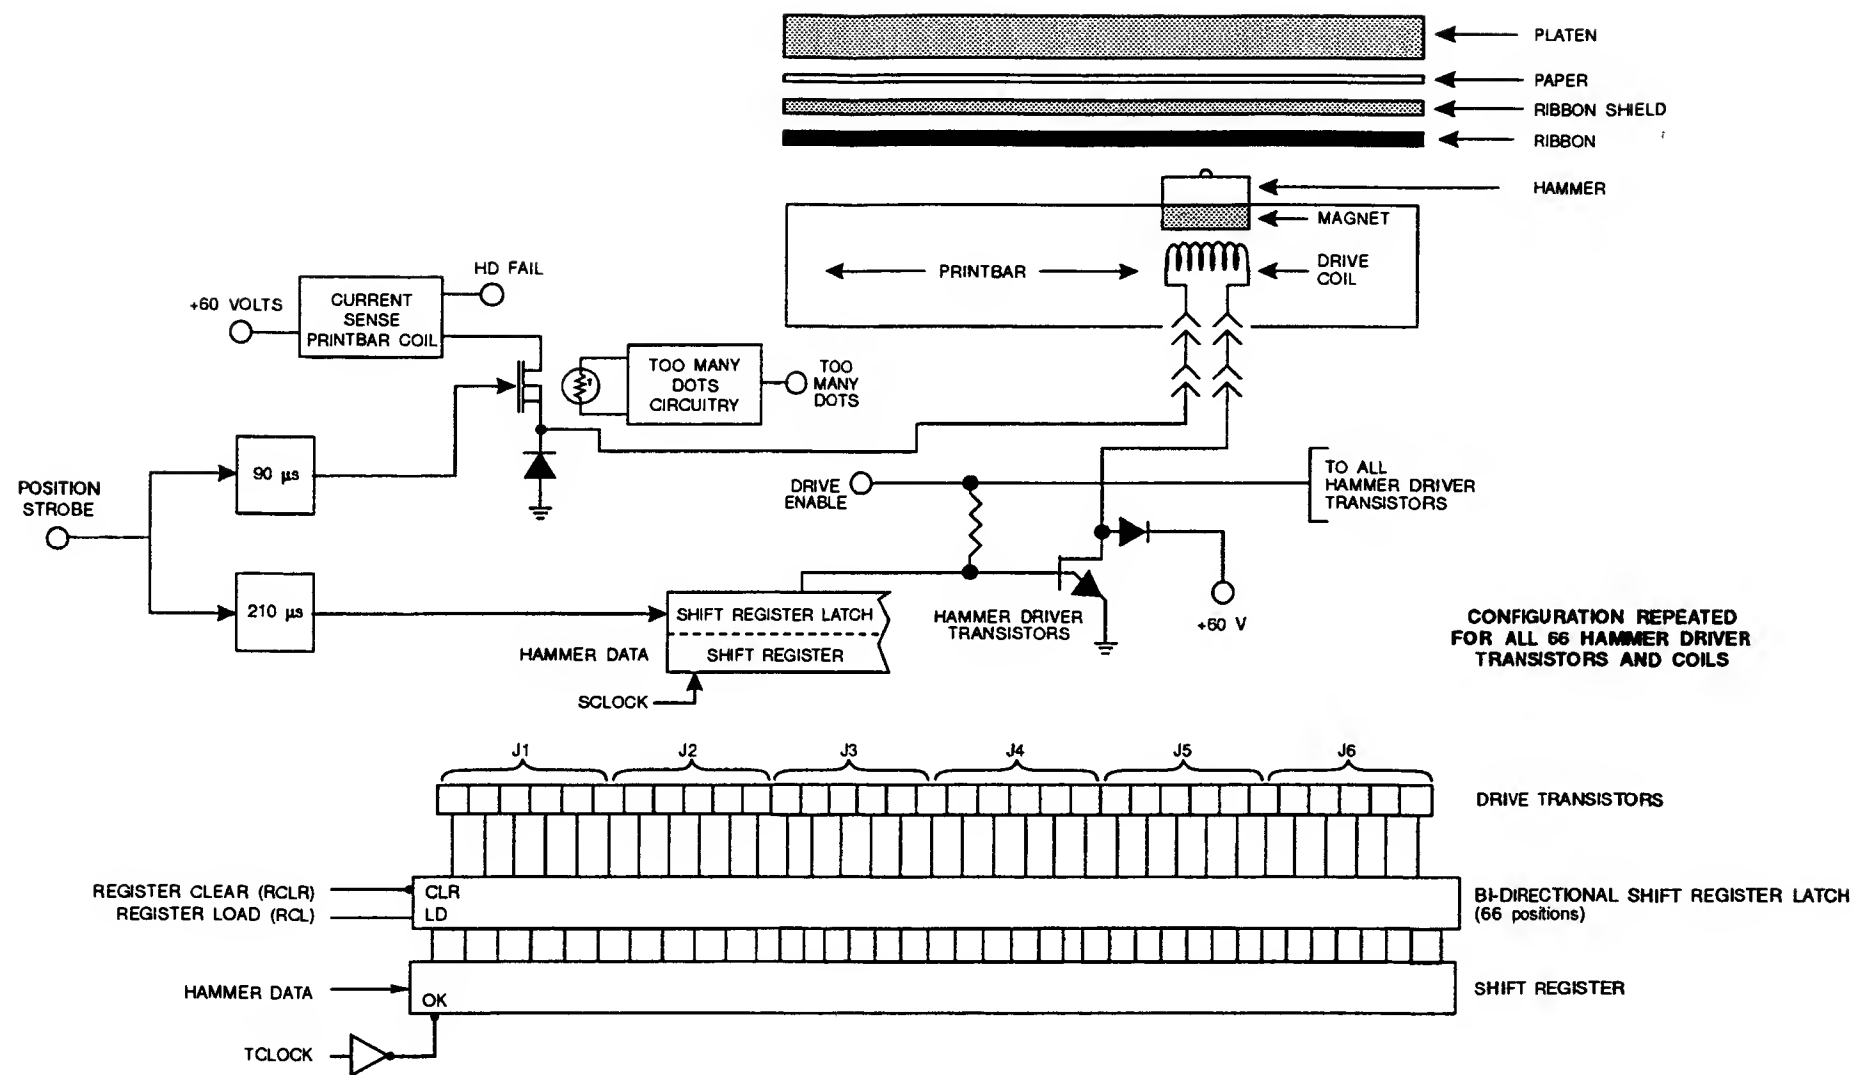 PLATEN
PAPER
RIBBON SHIELD
RIBBON
HAMMER
MAGNET
PRINTBAR
DRIVE
COIL
HD FAIL
+60 VOLTS
CURRENT
SENSE
PRINTBAR COIL
TOO MANY
DOTS
CIRCUITRY
TOO
MANY
DOTS
90 µs
POSITION
STROBE
210 µs
DRIVE
ENABLE
TO ALL
HAMMER DRIVER
TRANSISTORS
SHIFT REGISTER LATCH
HAMMER DATA
SHIFT REGISTER
SCLOCK
HAMMER DRIVER
TRANSISTORS
+60 V
CONFIGURATION REPEATED
FOR ALL 66 HAMMER DRIVER
TRANSISTORS AND COILS
J1
J2
J3
J4
J5
J6
DRIVE TRANSISTORS
REGISTER CLEAR (RCLR)
CLR
REGISTER LOAD (RCL)
LD
BI-DIRECTIONAL SHIFT REGISTER LATCH
(66 positions)
HAMMER DATA
OK
SHIFT REGISTER
TCLOCK